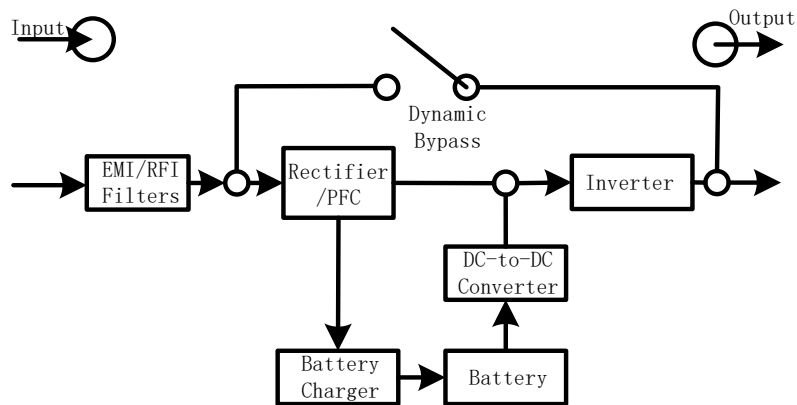 Input
Output
Dynamic
Bypass
EMI/RFI
Filters
Rectifier
/PFC
Inverter
DC-to-DC
Converter
Battery
Charger
Battery